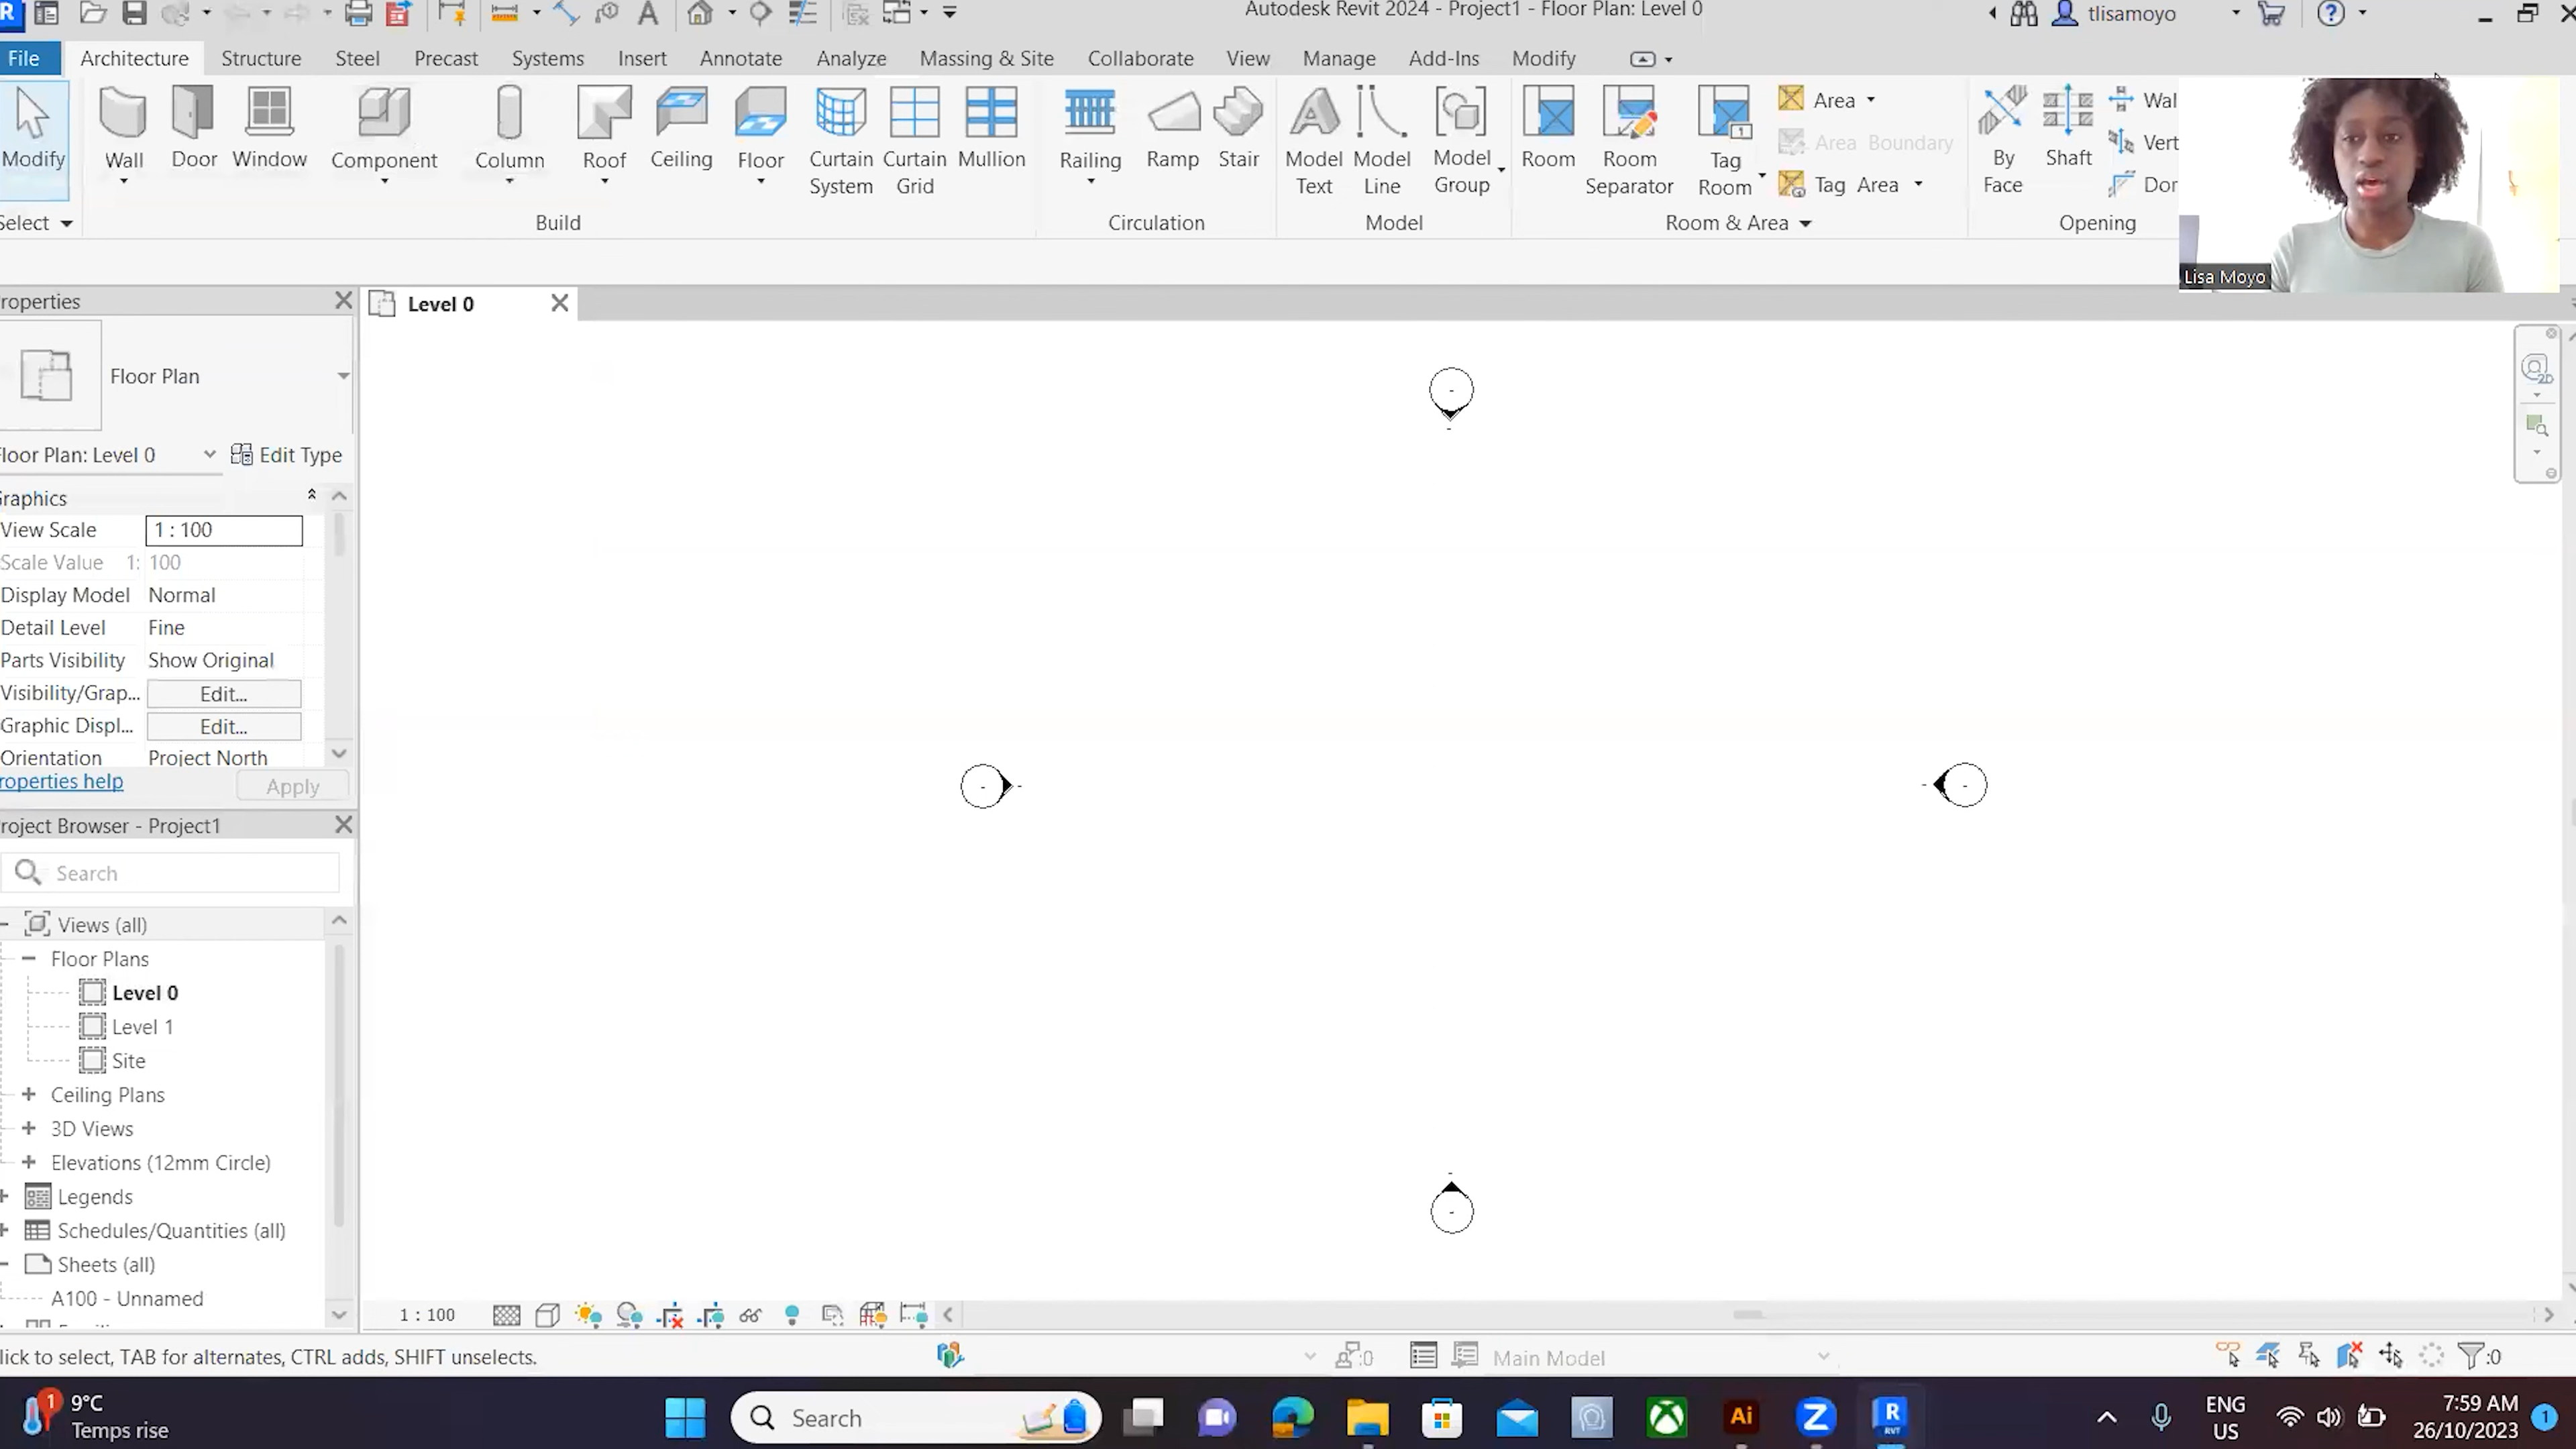 Autodesk Revit 2024 - Project1 - Floor Plan: Level 0
tlisamoyo
File Architecture Structure Steel Precast Systems Insert Annotate Analyze Massing & Site Collaborate View Manage Add-Ins Modify
Modify
Wall
Door
Window
Component
Column
Roof
Ceiling
Floor
Curtain
System
Curtain
Grid
Mullion
Railing
Ramp
Stair
Model
Text
Model
Line
Model
Group
Room
Room
Separator
Tag
Room
Area
Area Boundary
Tag Area
By
Face
Shaft
Wal
Vert
Dor
Select
Build
Circulation
Model
Room & Area
Opening
Lisa Moyo
roperties
Level 0
Floor Plan
loor Plan: Level 0
Edit Type
raphics
View Scale 1 : 100
Scale Value 1: 100
Display Model Normal
Detail Level Fine
Parts Visibility Show Original
Visibility/Grap... Edit...
Graphic Displ... Edit...
Orientation Project North
roperties help
Apply
roject Browser - Project1
Search
Views (all)
Floor Plans
Level 0
Level 1
Site
Ceiling Plans
3D Views
Elevations (12mm Circle)
Legends
Schedules/Quantities (all)
Sheets (all)
A100 - Unnamed
1 : 100
lick to select, TAB for alternates, CTRL adds, SHIFT unselects.
:0
Main Model
:0
1
9°C
Temps rise
Search
Ai
Z
R
RVT
ENG
US
7:59 AM
26/10/2023
1